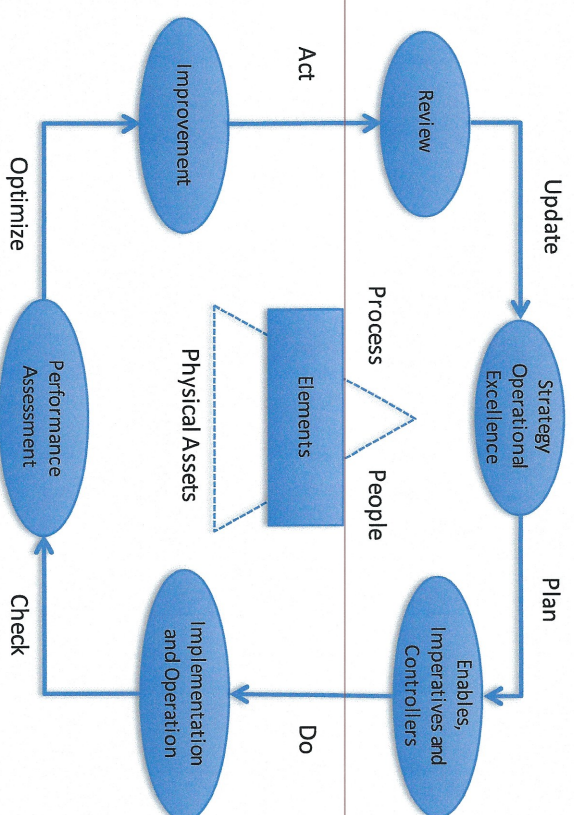 Update
Plan
Strategy
Operational
Excellence
Review
Enables,
Imperatives and
Controllers
Process
People
Act
Elements
Do
Improvement
Physical Assets
Implementation
and Operation
Performance
Assessment
Optimize
Check